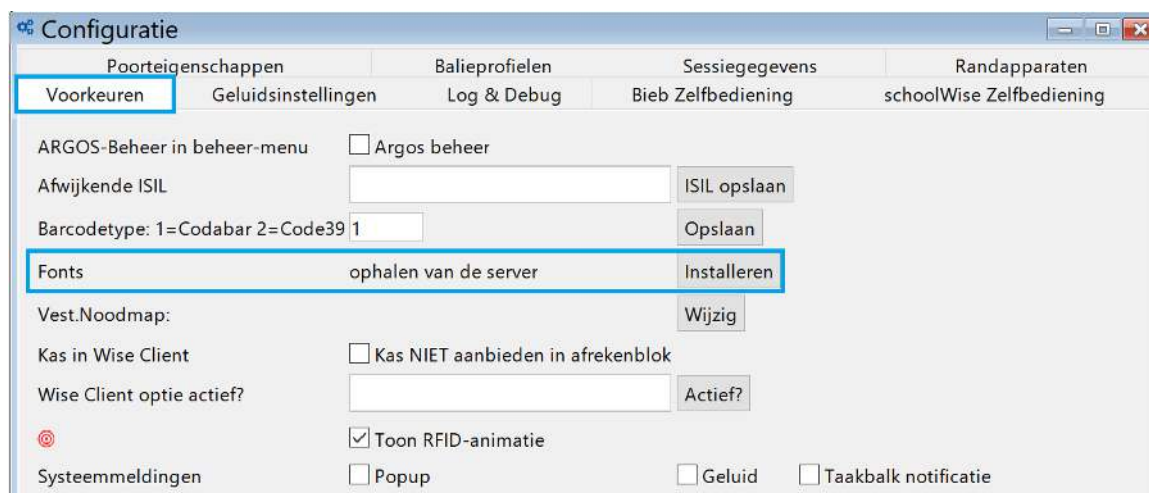 Configuratie
Poorteigenschappen Balieprofielen Sessiegegevens Randapparaten
Voorkeuren Geluidsinstellingen Log & Debug Bieb Zelfbediening schoolWise Zelfbediening
ARGOS-Beheer in beheer-menu Argos beheer
Afwijkende ISIL ISIL opslaan
Barcodetype: 1=Codabar 2=Code39 1 Opslaan
Fonts ophalen van de server Installeren
Vest.Noodmap: Wijzig
Kas in Wise Client Kas NIET aanbieden in afrekenblok
Wise Client optie actief? Actief?
Toon RFID-animatie
Systeemmeldingen Popup Geluid Taakbalk notificatie